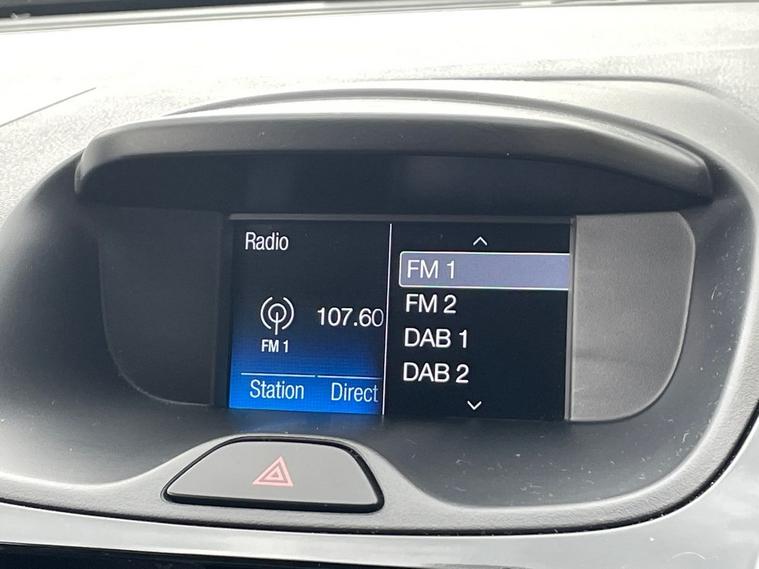 Radio
107.60
FM 1
Station Direct
FM 1
FM 2
DAB 1
DAB 2